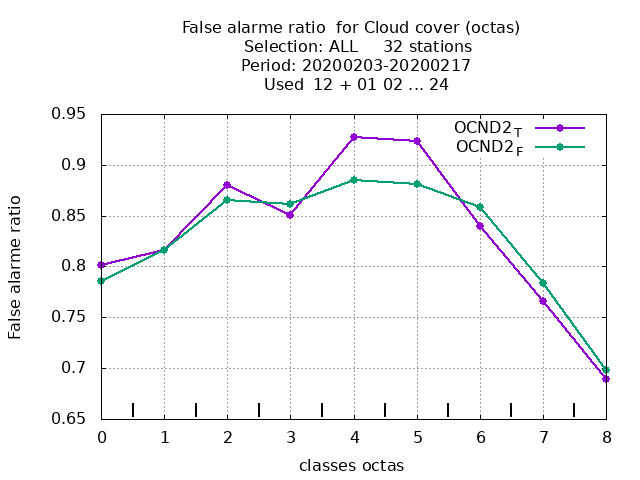 False alarme ratio  for Cloud cover (octas)
Selection: ALL     32 stations
Period: 20200203-20200217
Used  12 + 01 02 ... 24
OCND2T
OCND2F
0.95
0.9
0.85
0.8
0.75
0.7
0.65
False alarme ratio
0 1 2 3 4 5 6 7 8
classes octas